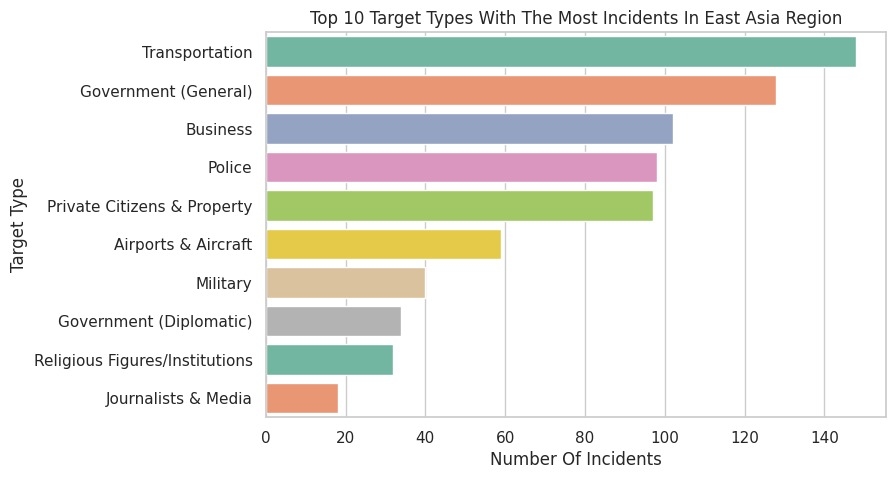 Top 10 Target Types With The Most Incidents In East Asia Region
Target Type
Transportation
Government (General)
Business
Police
Private Citizens & Property
Airports & Aircraft
Military
Government (Diplomatic)
Religious Figures/Institutions
Journalists & Media
0 20 40 60 80 100 120 140
Number Of Incidents